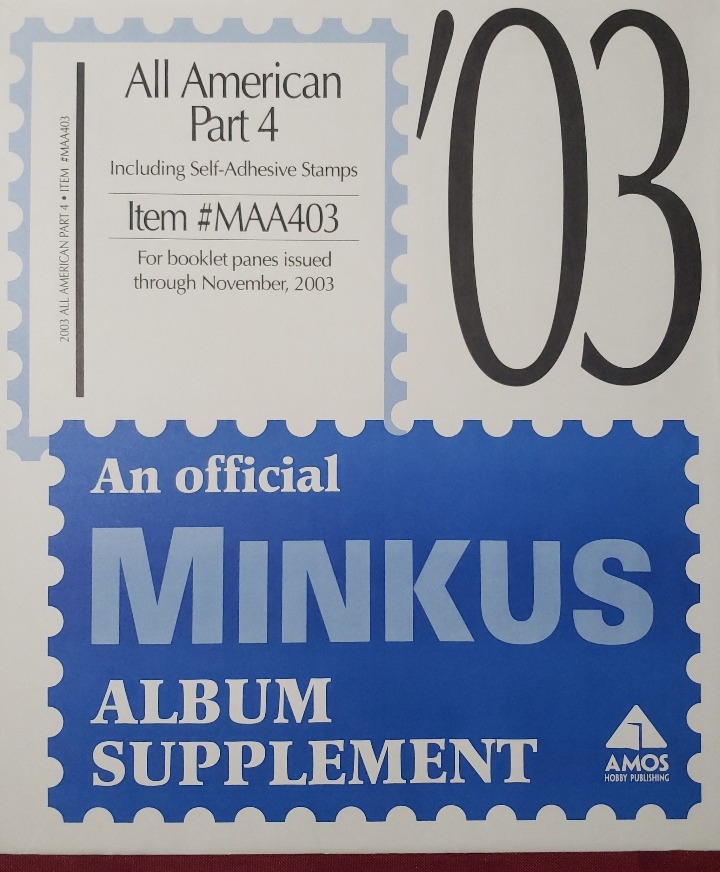 All American
Part 4
Including Self-Adhesive Stamps
Item #MAA403
For booklet panes issued
through November, 2003
2003 ALL AMERICAN PART 4 • ITEM #MAA403
'03
An official
MINKUS
ALBUM
SUPPLEMENT
AMOS
HOBBY PUBLISHING